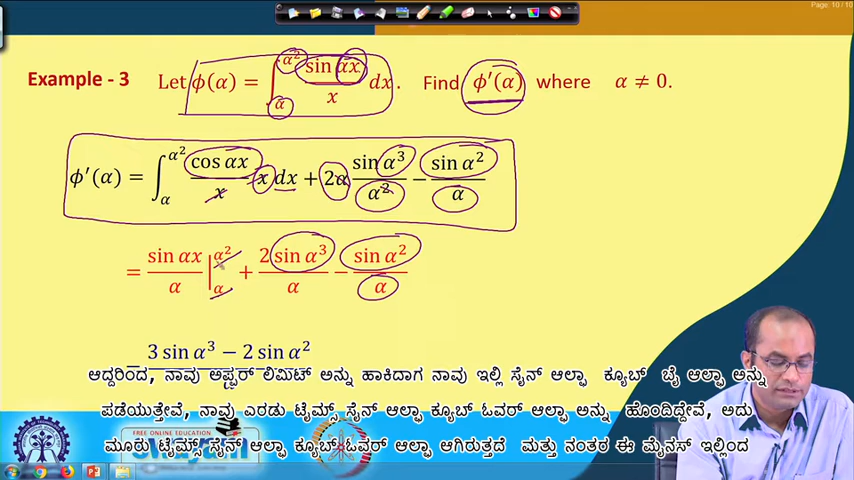 Page: 10 / 10
Example - 3 Let ϕ(α) = ∫_α^{α²} (sin αx)/x dx. Find ϕ′(α) where α ≠ 0.
ϕ′(α) = ∫_α^{α²} (cos αx)/x x dx + 2α (sin α³)/α² − (sin α²)/α
= (sin αx)/α |_α^{α²} + (2 sin α³)/α − (sin α²)/α
3 sin α³ − 2 sin α²
ಆದ್ದರಿಂದ, ನಾವು ಅಪ್ಪರ್ ಲಿಮಿಟ್ ಅನ್ನು ಹಾಕಿದಾಗ ನಾವು ಇಲ್ಲಿ ಸೈನ್ ಆಲ್ಫಾ ಕ್ಯೂಬ್ ಬೈ ಆಲ್ಫಾ ಅನ್ನು
ಪಡೆಯುತ್ತೇವೆ, ನಾವು ಎರಡು ಟೈಮ್ಸ್ ಸೈನ್ ಆಲ್ಫಾ ಕ್ಯೂಬ್ ಓವರ್ ಆಲ್ಫಾ ಅನ್ನು ಹೊಂದಿದ್ದೇವೆ, ಅದು
ಮೂರು ಟೈಮ್ಸ್ ಸೈನ್ ಆಲ್ಫಾ ಕ್ಯೂಬ್ ಓವರ್ ಆಲ್ಫಾ ಆಗಿರುತ್ತದೆ ಮತ್ತು ನಂತರ ಈ ಮೈನಸ್ ಇಲ್ಲಿಂದ